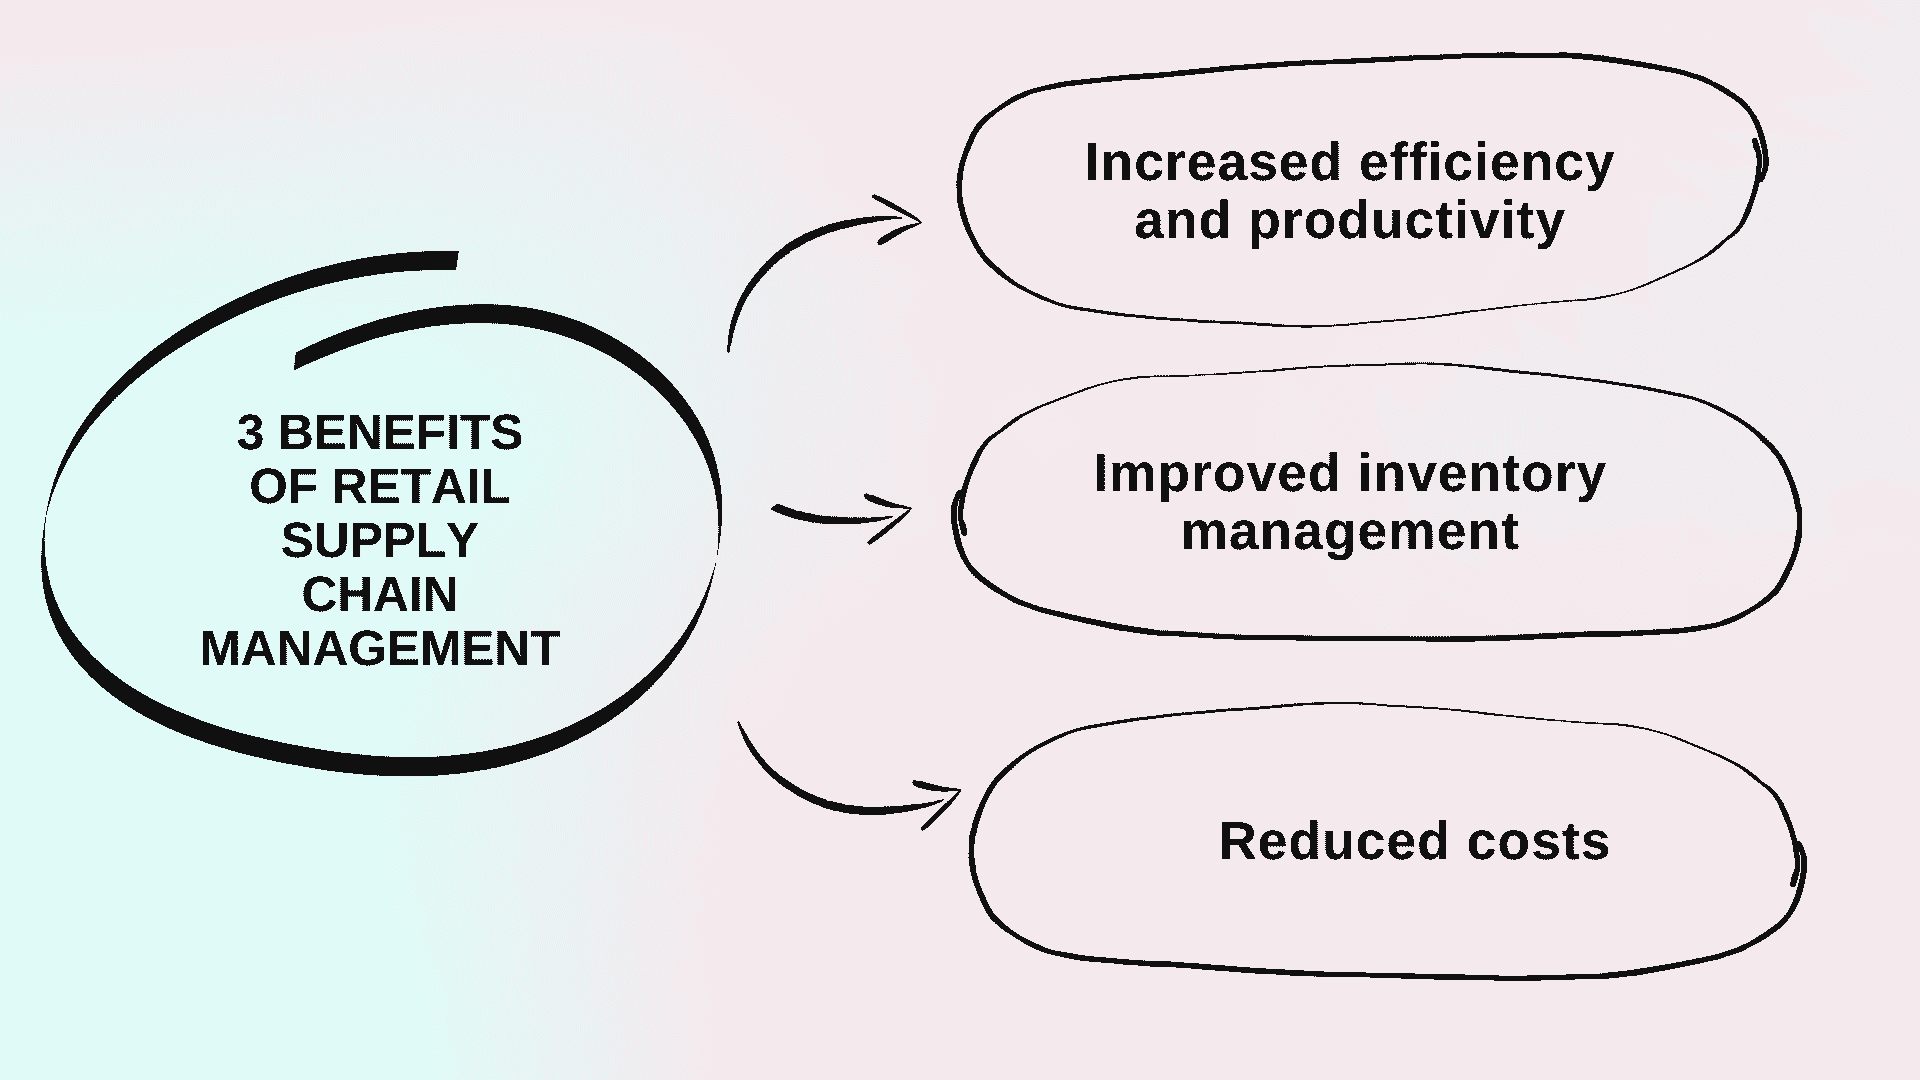 3 BENEFITS
OF RETAIL
SUPPLY
CHAIN
MANAGEMENT
Increased efficiency
and productivity
Improved inventory
management
Reduced costs